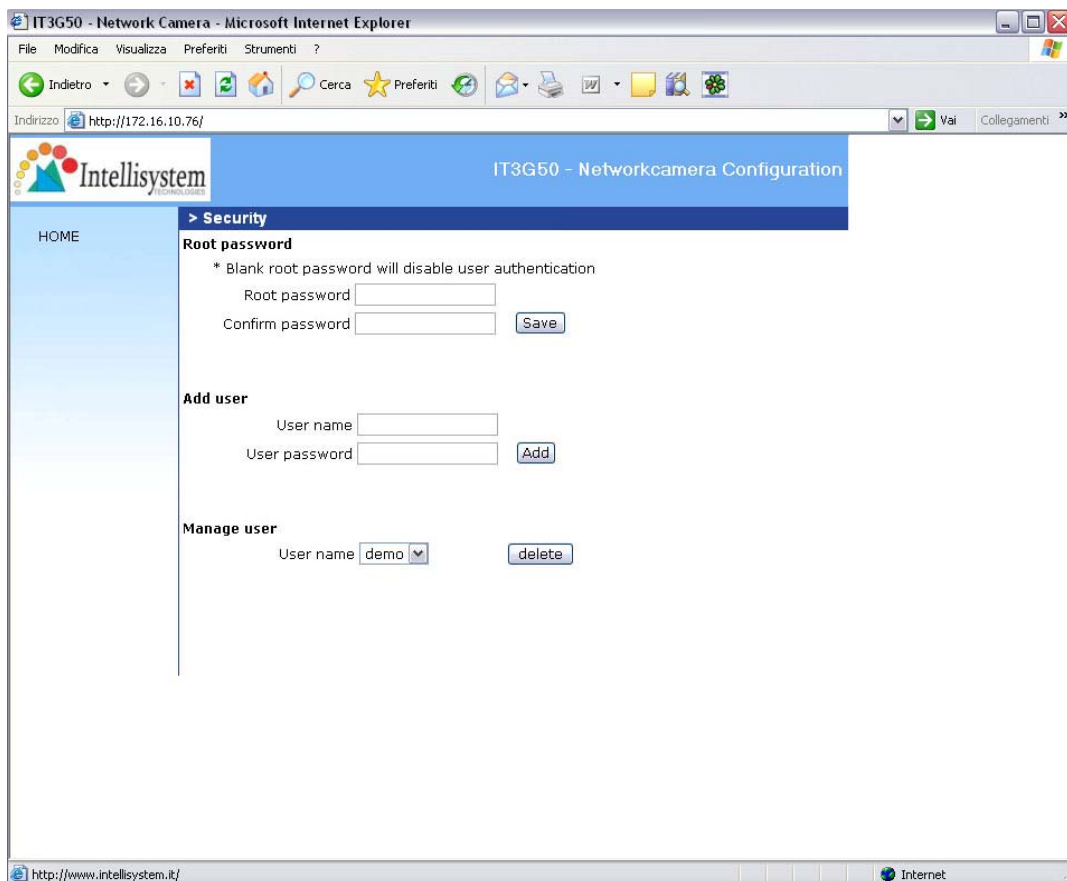 IT3G50 - Network Camera - Microsoft Internet Explorer
File Modifica Visualizza Preferiti Strumenti ?
Indietro Cerca Preferiti W
Indirizzo http://172.16.10.76/ Vai Collegamenti »
Intellisystem
TECHNOLOGIES
IT3G50 - Networkcamera Configuration
HOME
> Security
Root password
* Blank root password will disable user authentication
Root password
Confirm password Save
Add user
User name
User password Add
Manage user
User name demo delete
http://www.intellisystem.it/ Internet